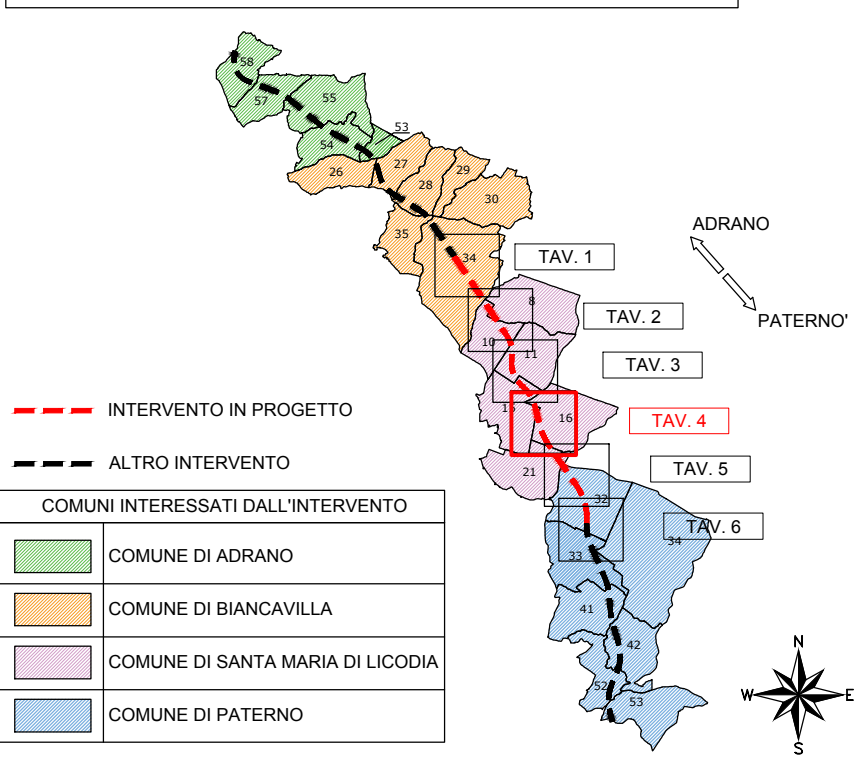 58
57
55
53
54
27
26
28
29
30
35
34
ADRANO
TAV. 1
8
PATERNO'
TAV. 2
10
11
TAV. 3
INTERVENTO IN PROGETTO
15
16
TAV. 4
ALTRO INTERVENTO
21
TAV. 5
32
COMUNI INTERESSATI DALL'INTERVENTO
TAV. 6
34
33
COMUNE DI ADRANO
COMUNE DI BIANCAVILLA
41
42
COMUNE DI SANTA MARIA DI LICODIA
52
53
COMUNE DI PATERNO
N
W
E
S